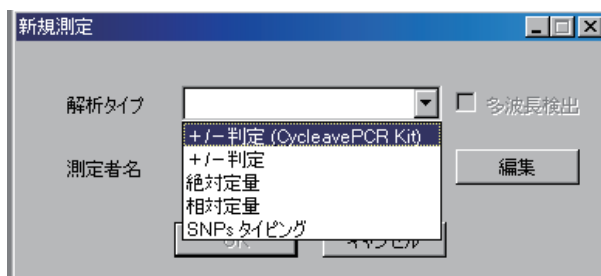 新規測定
解析タイプ
多波長検出
+/-判定 (CycleavePCR Kit)
+/-判定
測定者名
編集
絶対定量
相対定量
SNPs タイピング
OK
キャンセル